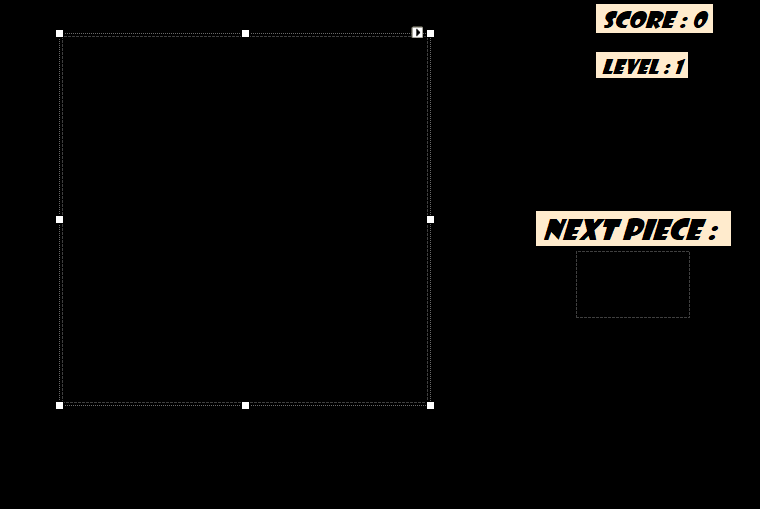 SCORE : 0
LEVEL : 1
NEXT PIECE :